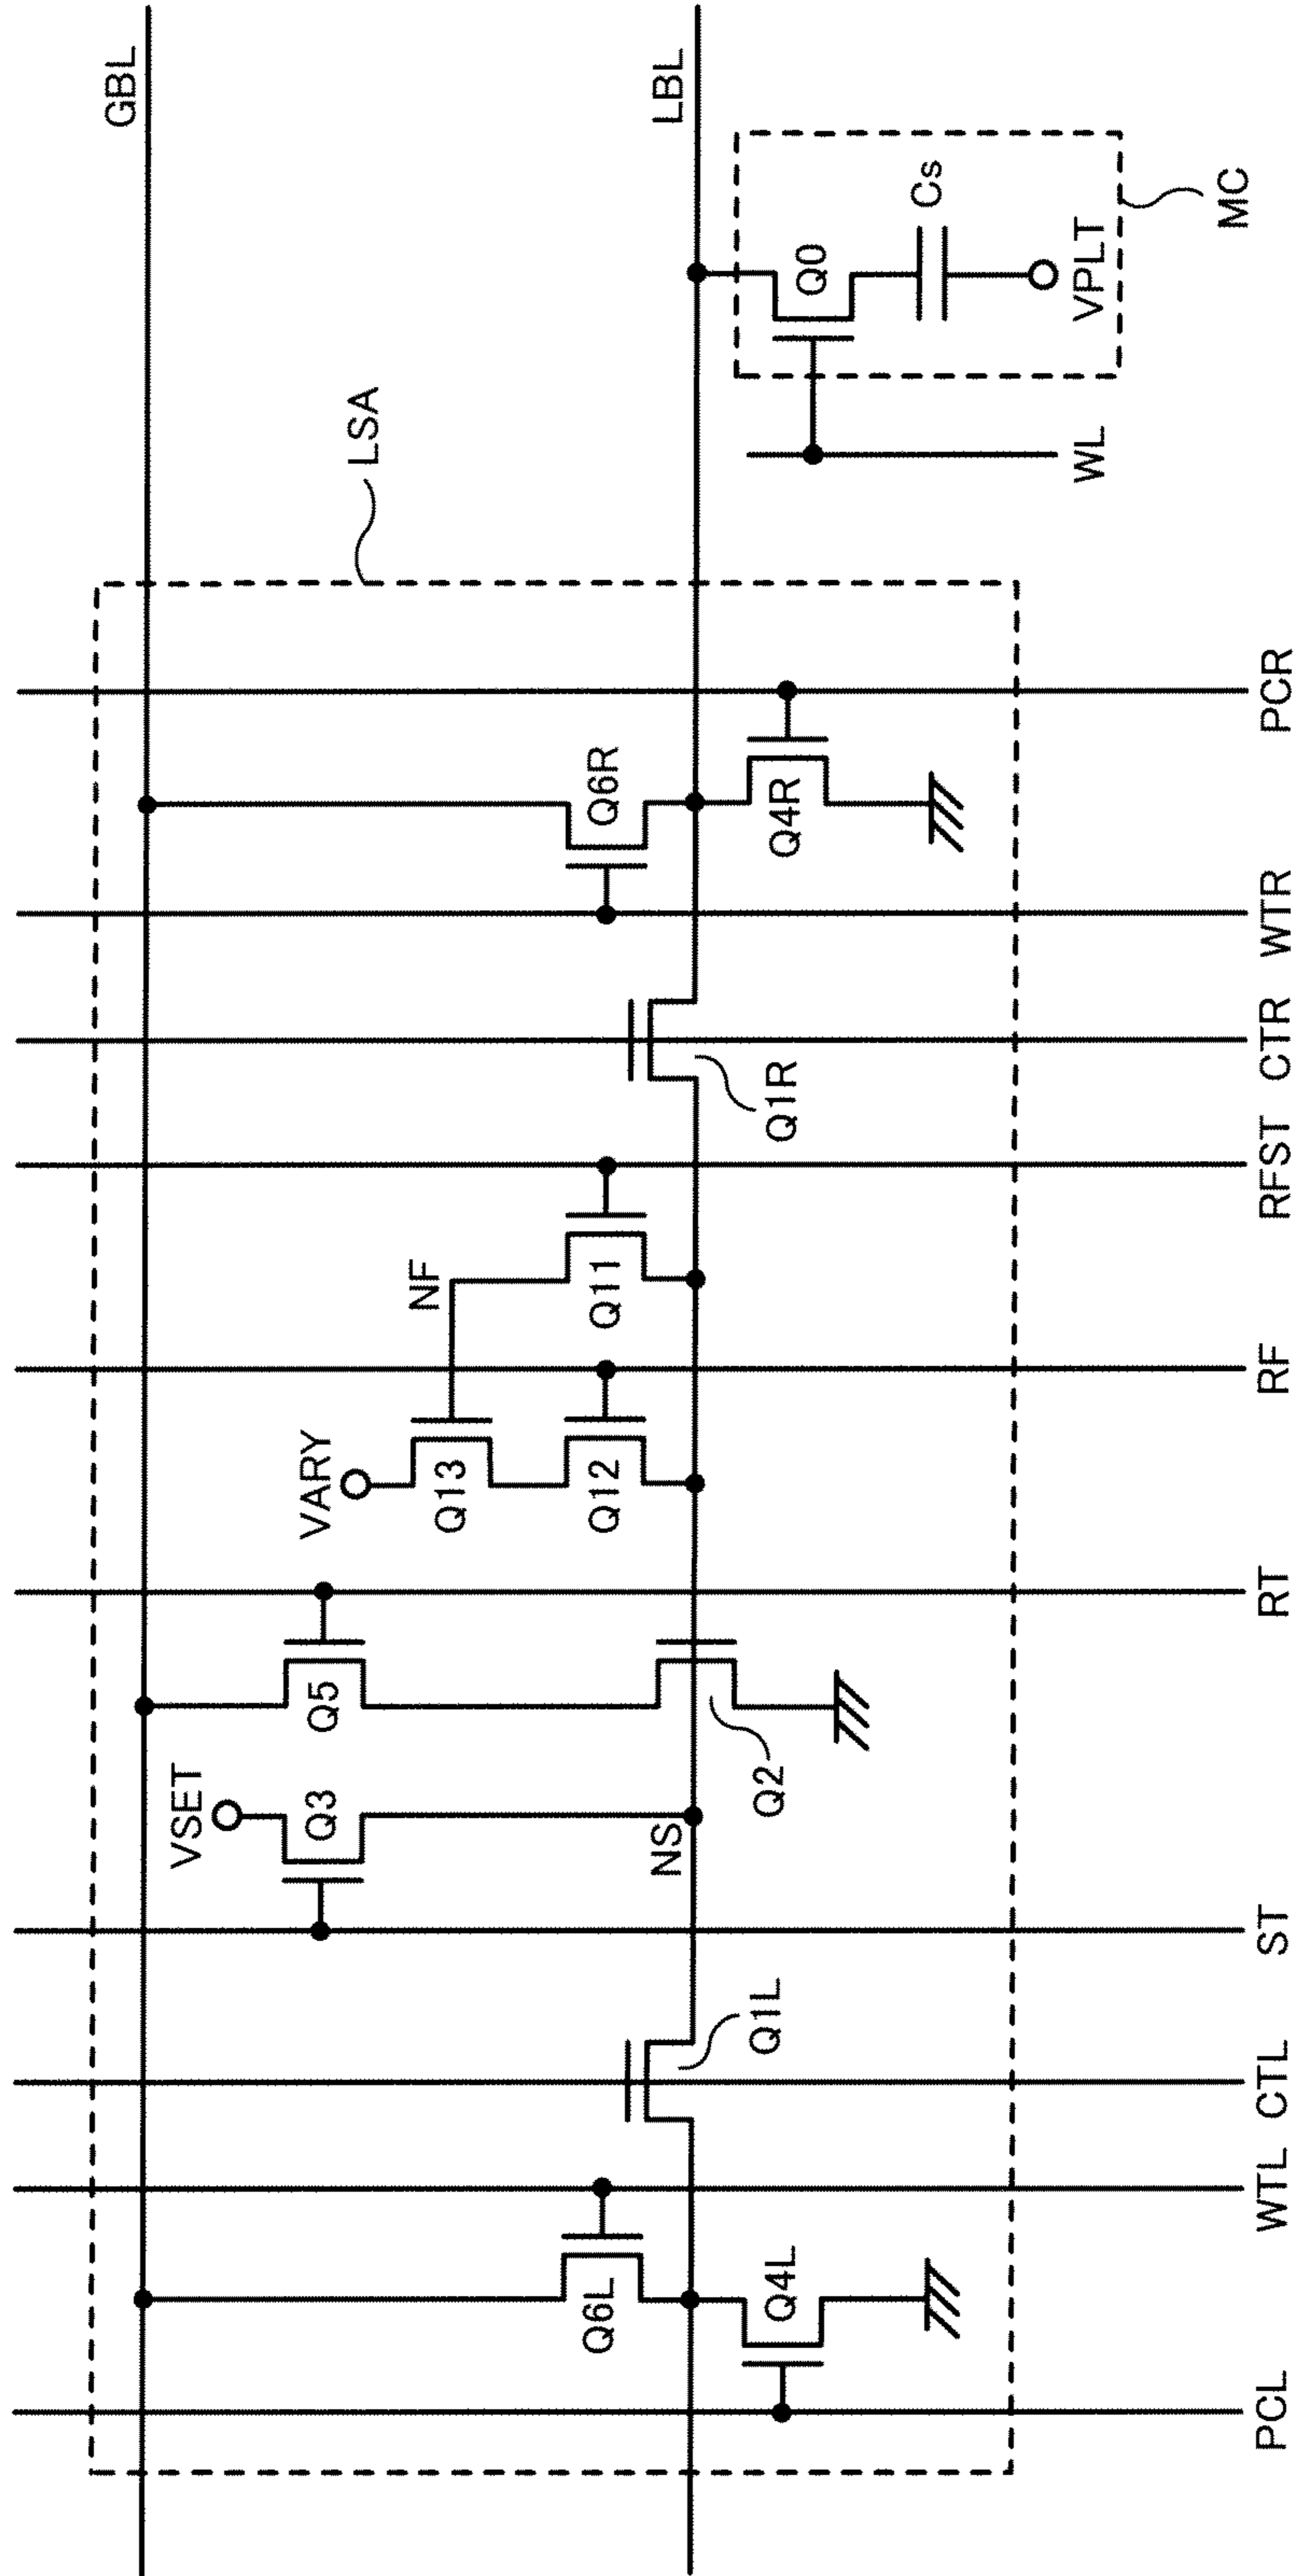 GBL
LBL
LSA
MC
Q0
Cs
VPLT
WL
Q6R
Q4R
Q1R
NF
Q11
VARY
Q13
Q12
Q5
Q2
VSET
Q3
NS
Q1L
Q6L
Q4L
PCL
WTL
CTL
ST
RT
RF
RFST
CTR
WTR
PCR